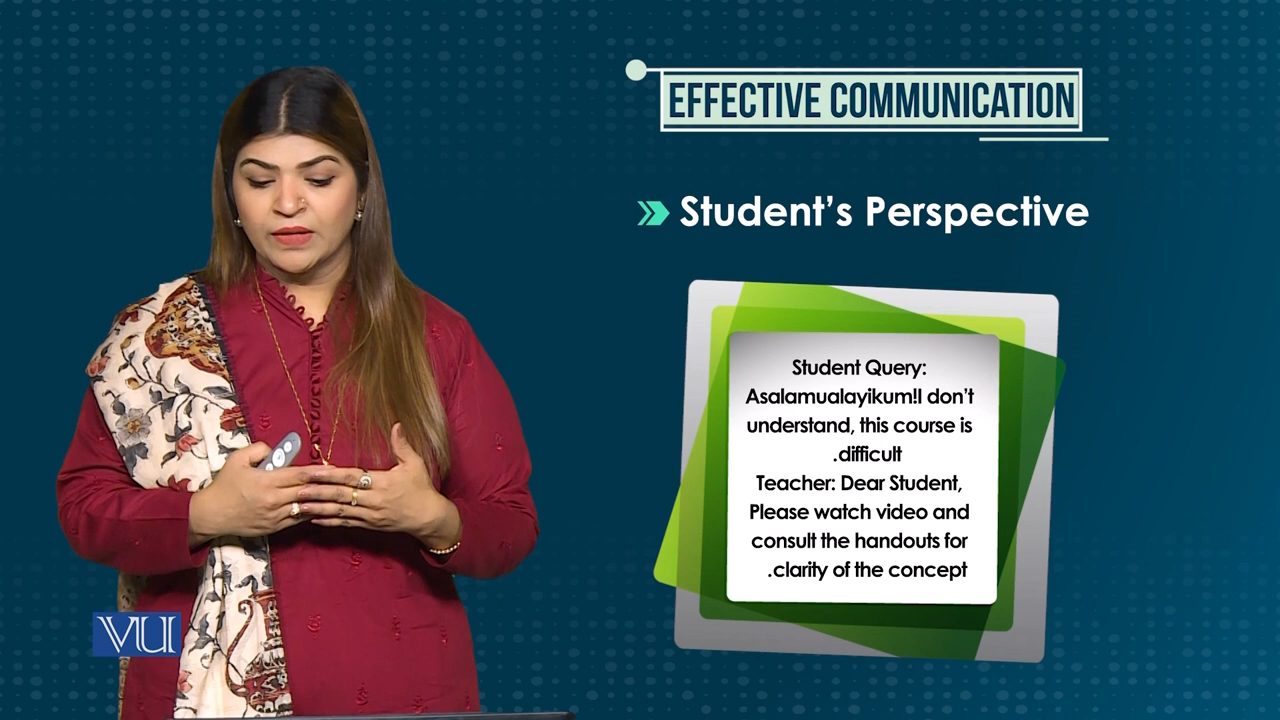 EFFECTIVE COMMUNICATION
Student's Perspective
Student Query:
Asalamualayikum!I don't
understand, this course is
.difficult
Teacher: Dear Student,
Please watch video and
consult the handouts for
.clarity of the concept
VU